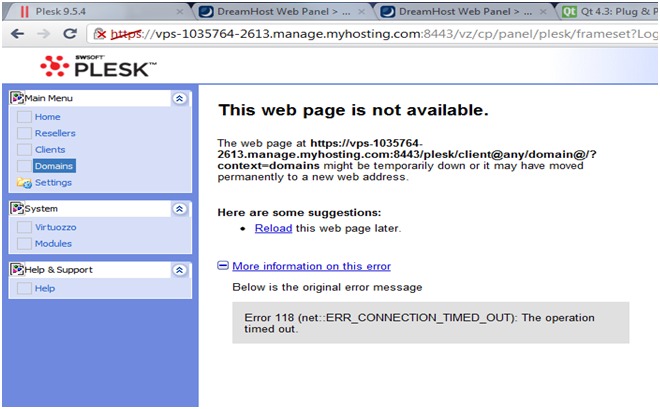 Plesk 9.5.4
DreamHost Web Panel > ...
DreamHost Web Panel > ...
Qt 4.3: Plug & P
https://vps-1035764-2613.manage.myhosting.com:8443/vz/cp/panel/plesk/frameset?Log
SWSOFT
PLESK™
Main Menu
Home
Resellers
Clients
Domains
Settings
System
Virtuozzo
Modules
Help & Support
Help
This web page is not available.
The web page at https://vps-1035764-
2613.manage.myhosting.com:8443/plesk/client@any/domain@/?
context=domains might be temporarily down or it may have moved
permanently to a new web address.
Here are some suggestions:
• Reload this web page later.
More information on this error
Below is the original error message
Error 118 (net::ERR_CONNECTION_TIMED_OUT): The operation
timed out.